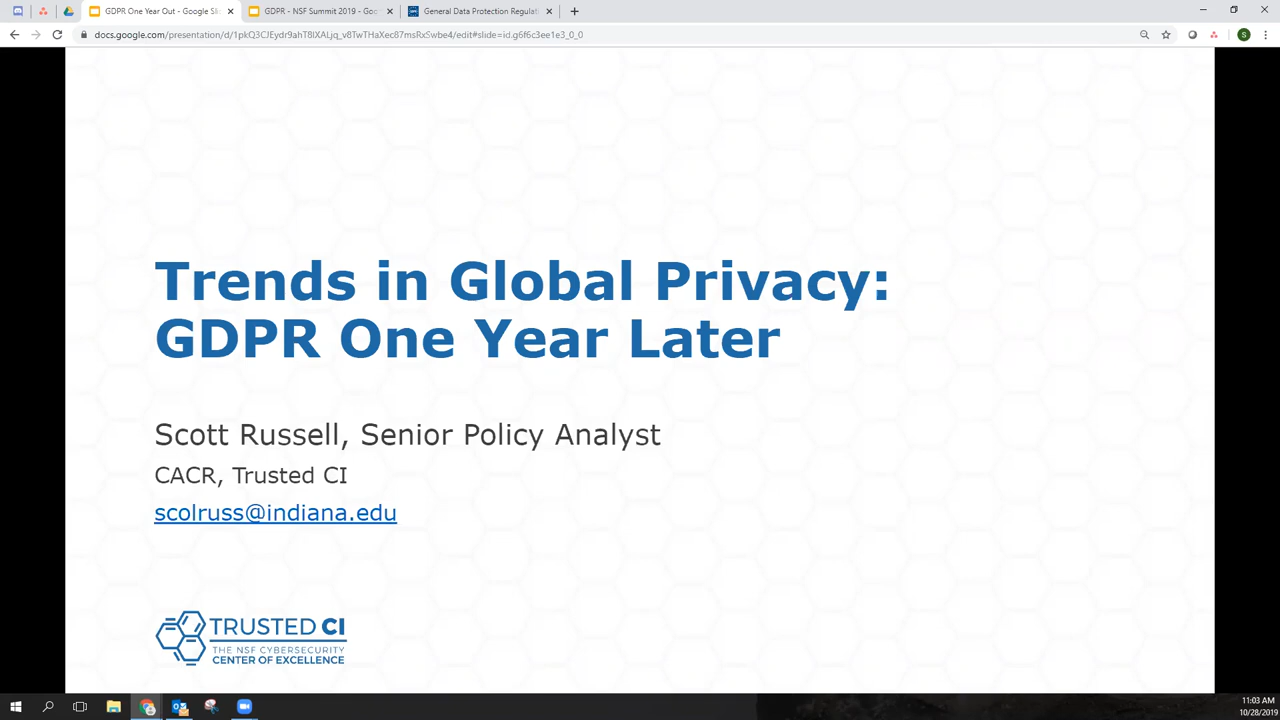 GDPR One Year Out - Google Sli
GDPR - NSF Summit 2019 - Goo
General Data Protection Regulati
docs.google.com/presentation/d/1pkQ3CJEydr9ahT8iXALjq_v8TwTHaXec87msRxSwbe4/edit#slide=id.g6f6c3ee1e3_0_0
S
Trends in Global Privacy:
GDPR One Year Later
Scott Russell, Senior Policy Analyst
CACR, Trusted CI
scolruss@indiana.edu
TRUSTED CI
THE NSF CYBERSECURITY
CENTER OF EXCELLENCE
11:03 AM
10/28/2019